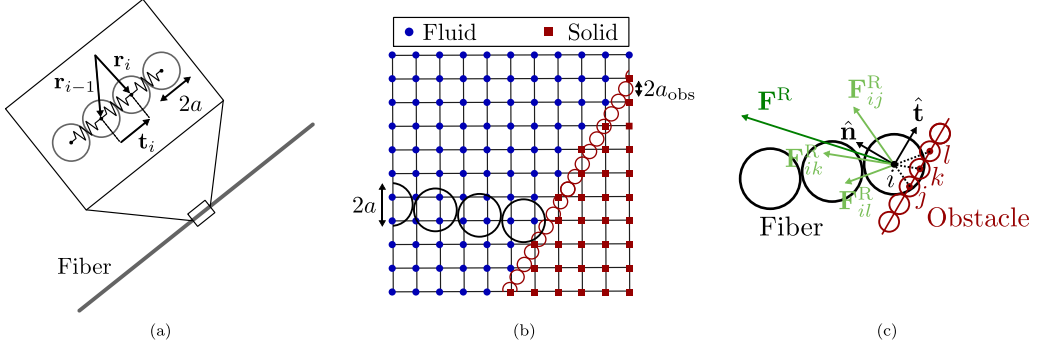 r_i
r_{i−1}
2a
t_i
Fiber
(a)
Fluid
Solid
2a_obs
2a
(b)
F^R
F^R_{ij}
n̂
t̂
F^R_{ik}
i
l
k
j
F^R_{il}
Fiber
Obstacle
(c)